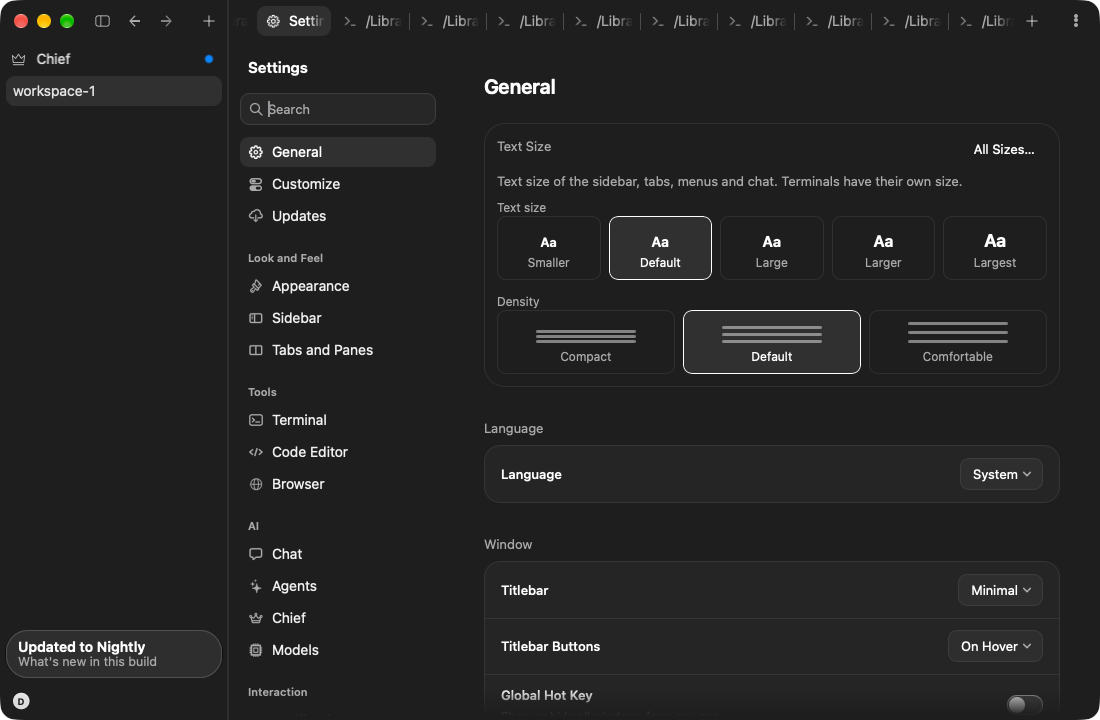 Chief
workspace-1
Updated to Nightly
What's new in this build
D
Settir
/Libra
/Libra
/Libra
/Libra
/Libra
/Libra
/Libra
/Libra
/Libr
Settings
Search
General
Customize
Updates
Look and Feel
Appearance
Sidebar
Tabs and Panes
Tools
Terminal
Code Editor
Browser
AI
Chat
Agents
Chief
Models
Interaction
General
Text Size
All Sizes...
Text size of the sidebar, tabs, menus and chat. Terminals have their own size.
Text size
Aa Aa Aa Aa Aa
Smaller Default Large Larger Largest
Density
Compact Default Comfortable
Language
Language System
Window
Titlebar Minimal
Titlebar Buttons On Hover
Global Hot Key